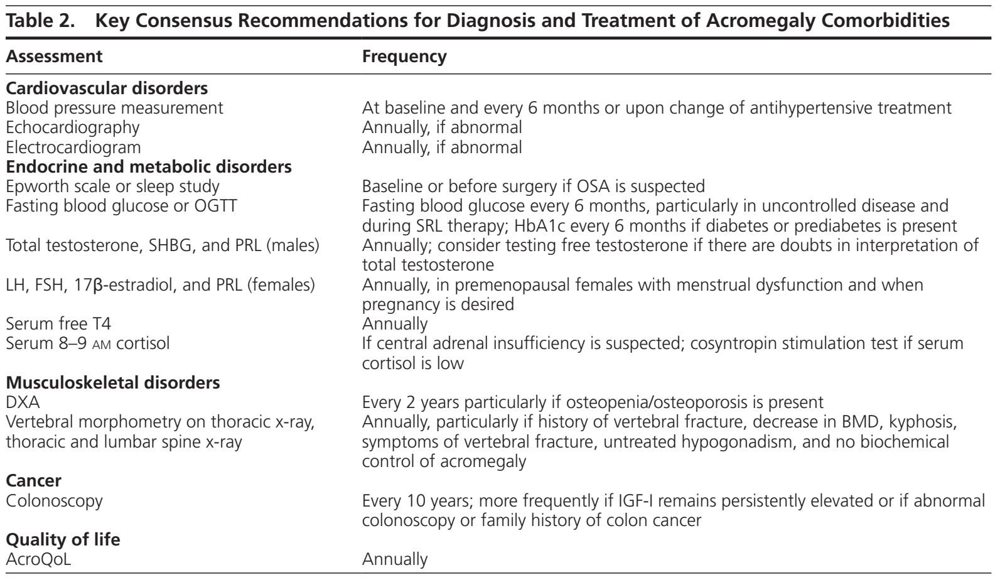 Table 2. Key Consensus Recommendations for Diagnosis and Treatment of Acromegaly Comorbidities
Assessment Frequency
Cardiovascular disorders
Blood pressure measurement At baseline and every 6 months or upon change of antihypertensive treatment
Echocardiography Annually, if abnormal
Electrocardiogram Annually, if abnormal
Endocrine and metabolic disorders
Epworth scale or sleep study Baseline or before surgery if OSA is suspected
Fasting blood glucose or OGTT Fasting blood glucose every 6 months, particularly in uncontrolled disease and
during SRL therapy; HbA1c every 6 months if diabetes or prediabetes is present
Total testosterone, SHBG, and PRL (males) Annually; consider testing free testosterone if there are doubts in interpretation of
total testosterone
LH, FSH, 17β-estradiol, and PRL (females) Annually, in premenopausal females with menstrual dysfunction and when
pregnancy is desired
Serum free T4 Annually
Serum 8–9 AM cortisol If central adrenal insufficiency is suspected; cosyntropin stimulation test if serum
cortisol is low
Musculoskeletal disorders
DXA Every 2 years particularly if osteopenia/osteoporosis is present
Vertebral morphometry on thoracic x-ray, Annually, particularly if history of vertebral fracture, decrease in BMD, kyphosis,
thoracic and lumbar spine x-ray symptoms of vertebral fracture, untreated hypogonadism, and no biochemical
control of acromegaly
Cancer
Colonoscopy Every 10 years; more frequently if IGF-I remains persistently elevated or if abnormal
colonoscopy or family history of colon cancer
Quality of life
AcroQoL Annually